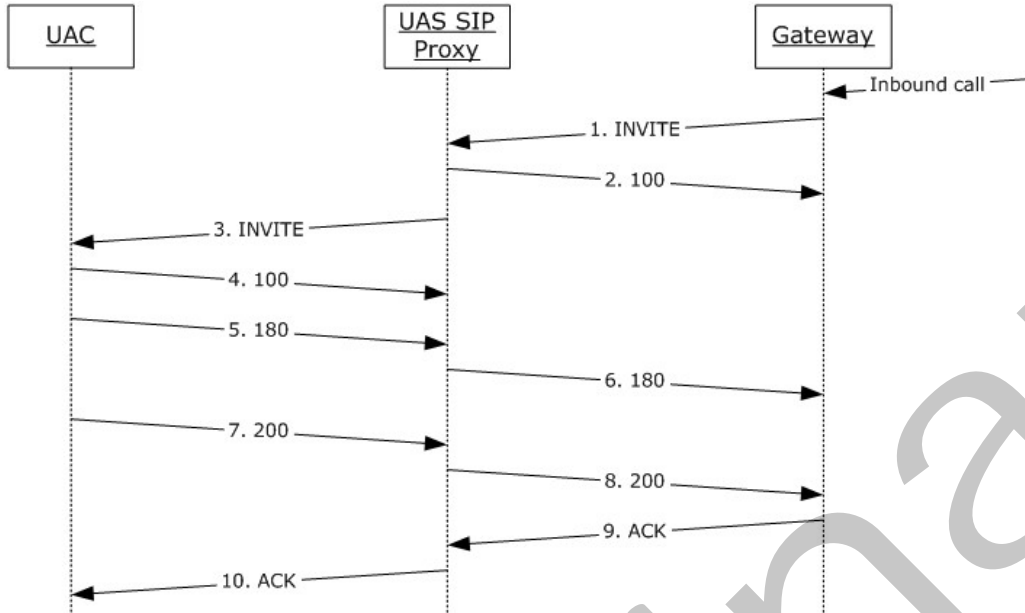 UAC
UAS SIP
Proxy
Gateway
Inbound call
1. INVITE
2. 100
3. INVITE
4. 100
5. 180
6. 180
7. 200
8. 200
9. ACK
10. ACK